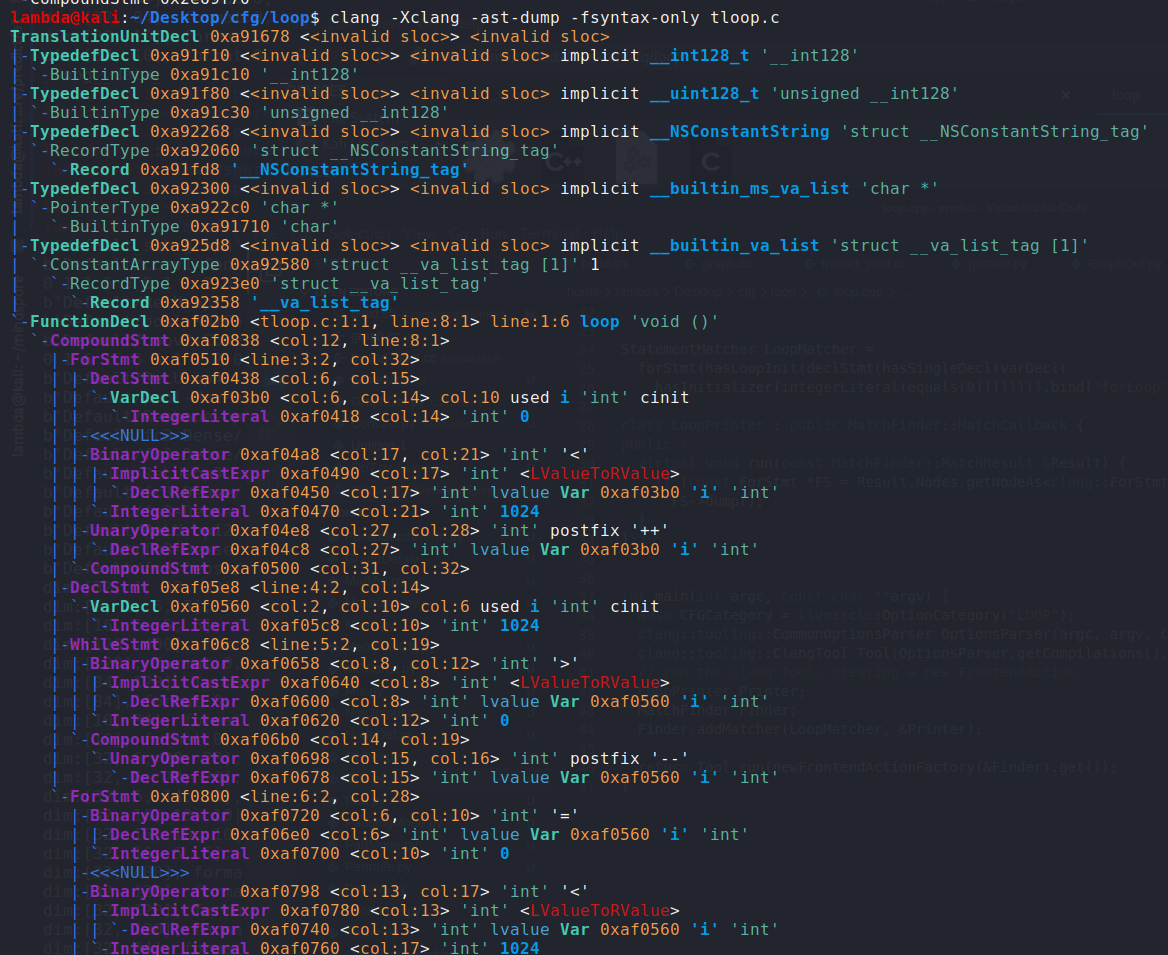 -CompoundStmt 0x2e69f70
lambda@kali:~/Desktop/cfg/loop$ clang -Xclang -ast-dump -fsyntax-only tloop.c
TranslationUnitDecl 0xa91678 <<invalid sloc>> <invalid sloc>
|-TypedefDecl 0xa91f10 <<invalid sloc>> <invalid sloc> implicit __int128_t '__int128'
| `-BuiltinType 0xa91c10 '__int128'
|-TypedefDecl 0xa91f80 <<invalid sloc>> <invalid sloc> implicit __uint128_t 'unsigned __int128'
| `-BuiltinType 0xa91c30 'unsigned __int128'
|-TypedefDecl 0xa92268 <<invalid sloc>> <invalid sloc> implicit __NSConstantString 'struct __NSConstantString_tag'
| `-RecordType 0xa92060 'struct __NSConstantString_tag'
|   `-Record 0xa91fd8 '__NSConstantString_tag'
|-TypedefDecl 0xa92300 <<invalid sloc>> <invalid sloc> implicit __builtin_ms_va_list 'char *'
| `-PointerType 0xa922c0 'char *'
|   `-BuiltinType 0xa91710 'char'
|-TypedefDecl 0xa925d8 <<invalid sloc>> <invalid sloc> implicit __builtin_va_list 'struct __va_list_tag [1]'
| `-ConstantArrayType 0xa92580 'struct __va_list_tag [1]' 1
|   `-RecordType 0xa923e0 'struct __va_list_tag'
|     `-Record 0xa92358 '__va_list_tag'
`-FunctionDecl 0xaf02b0 <tloop.c:1:1, line:8:1> line:1:6 loop 'void ()'
  `-CompoundStmt 0xaf0838 <col:12, line:8:1>
    |-ForStmt 0xaf0510 <line:3:2, col:32>
    | |-DeclStmt 0xaf0438 <col:6, col:15>
    | | `-VarDecl 0xaf03b0 <col:6, col:14> col:10 used i 'int' cinit
    | |   `-IntegerLiteral 0xaf0418 <col:14> 'int' 0
    | |-<<<NULL>>>
    | |-BinaryOperator 0xaf04a8 <col:17, col:21> 'int' '<'
    | | |-ImplicitCastExpr 0xaf0490 <col:17> 'int' <LValueToRValue>
    | | | `-DeclRefExpr 0xaf0450 <col:17> 'int' lvalue Var 0xaf03b0 'i' 'int'
    | | `-IntegerLiteral 0xaf0470 <col:21> 'int' 1024
    | |-UnaryOperator 0xaf04e8 <col:27, col:28> 'int' postfix '++'
    | | `-DeclRefExpr 0xaf04c8 <col:27> 'int' lvalue Var 0xaf03b0 'i' 'int'
    | `-CompoundStmt 0xaf0500 <col:31, col:32>
    |-DeclStmt 0xaf05e8 <line:4:2, col:14>
    | `-VarDecl 0xaf0560 <col:2, col:10> col:6 used i 'int' cinit
    |   `-IntegerLiteral 0xaf05c8 <col:10> 'int' 1024
    |-WhileStmt 0xaf06c8 <line:5:2, col:19>
    | |-BinaryOperator 0xaf0658 <col:8, col:12> 'int' '>'
    | | |-ImplicitCastExpr 0xaf0640 <col:8> 'int' <LValueToRValue>
    | | | `-DeclRefExpr 0xaf0600 <col:8> 'int' lvalue Var 0xaf0560 'i' 'int'
    | | `-IntegerLiteral 0xaf0620 <col:12> 'int' 0
    | `-CompoundStmt 0xaf06b0 <col:14, col:19>
    |   `-UnaryOperator 0xaf0698 <col:15, col:16> 'int' postfix '--'
    |     `-DeclRefExpr 0xaf0678 <col:15> 'int' lvalue Var 0xaf0560 'i' 'int'
    `-ForStmt 0xaf0800 <line:6:2, col:28>
      |-BinaryOperator 0xaf0720 <col:6, col:10> 'int' '='
      | |-DeclRefExpr 0xaf06e0 <col:6> 'int' lvalue Var 0xaf0560 'i' 'int'
      | `-IntegerLiteral 0xaf0700 <col:10> 'int' 0
      |-<<<NULL>>>
      |-BinaryOperator 0xaf0798 <col:13, col:17> 'int' '<'
      | |-ImplicitCastExpr 0xaf0780 <col:13> 'int' <LValueToRValue>
      | | `-DeclRefExpr 0xaf0740 <col:13> 'int' lvalue Var 0xaf0560 'i' 'int'
      | `-IntegerLiteral 0xaf0760 <col:17> 'int' 1024